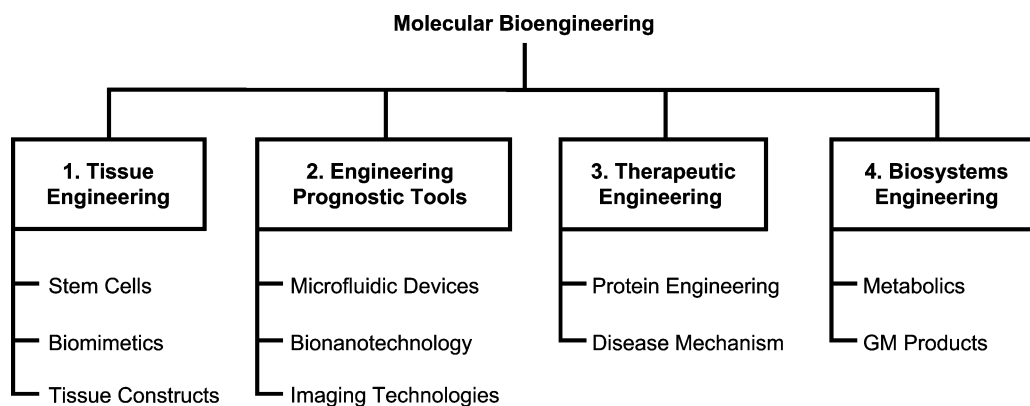 Molecular Bioengineering
1. Tissue
Engineering
Stem Cells
Biomimetics
Tissue Constructs
2. Engineering
Prognostic Tools
Microfluidic Devices
Bionanotechnology
Imaging Technologies
3. Therapeutic
Engineering
Protein Engineering
Disease Mechanism
4. Biosystems
Engineering
Metabolics
GM Products